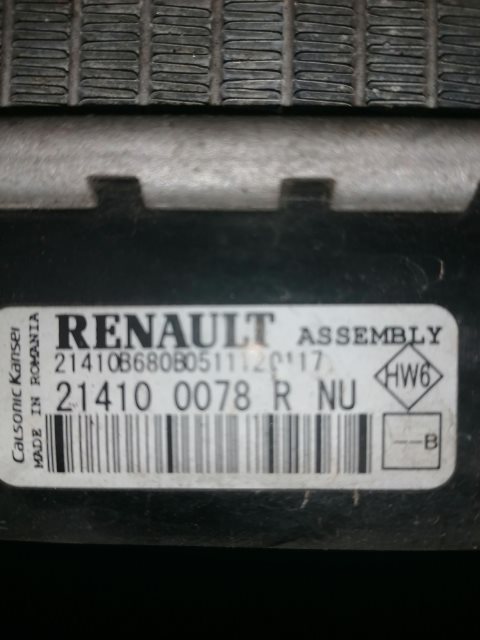 RENAULT ASSEMBLY
21410B680B0511120117
21410 0078 R NU
HW6
--B
Calsonic Kansei
MADE IN ROMANIA